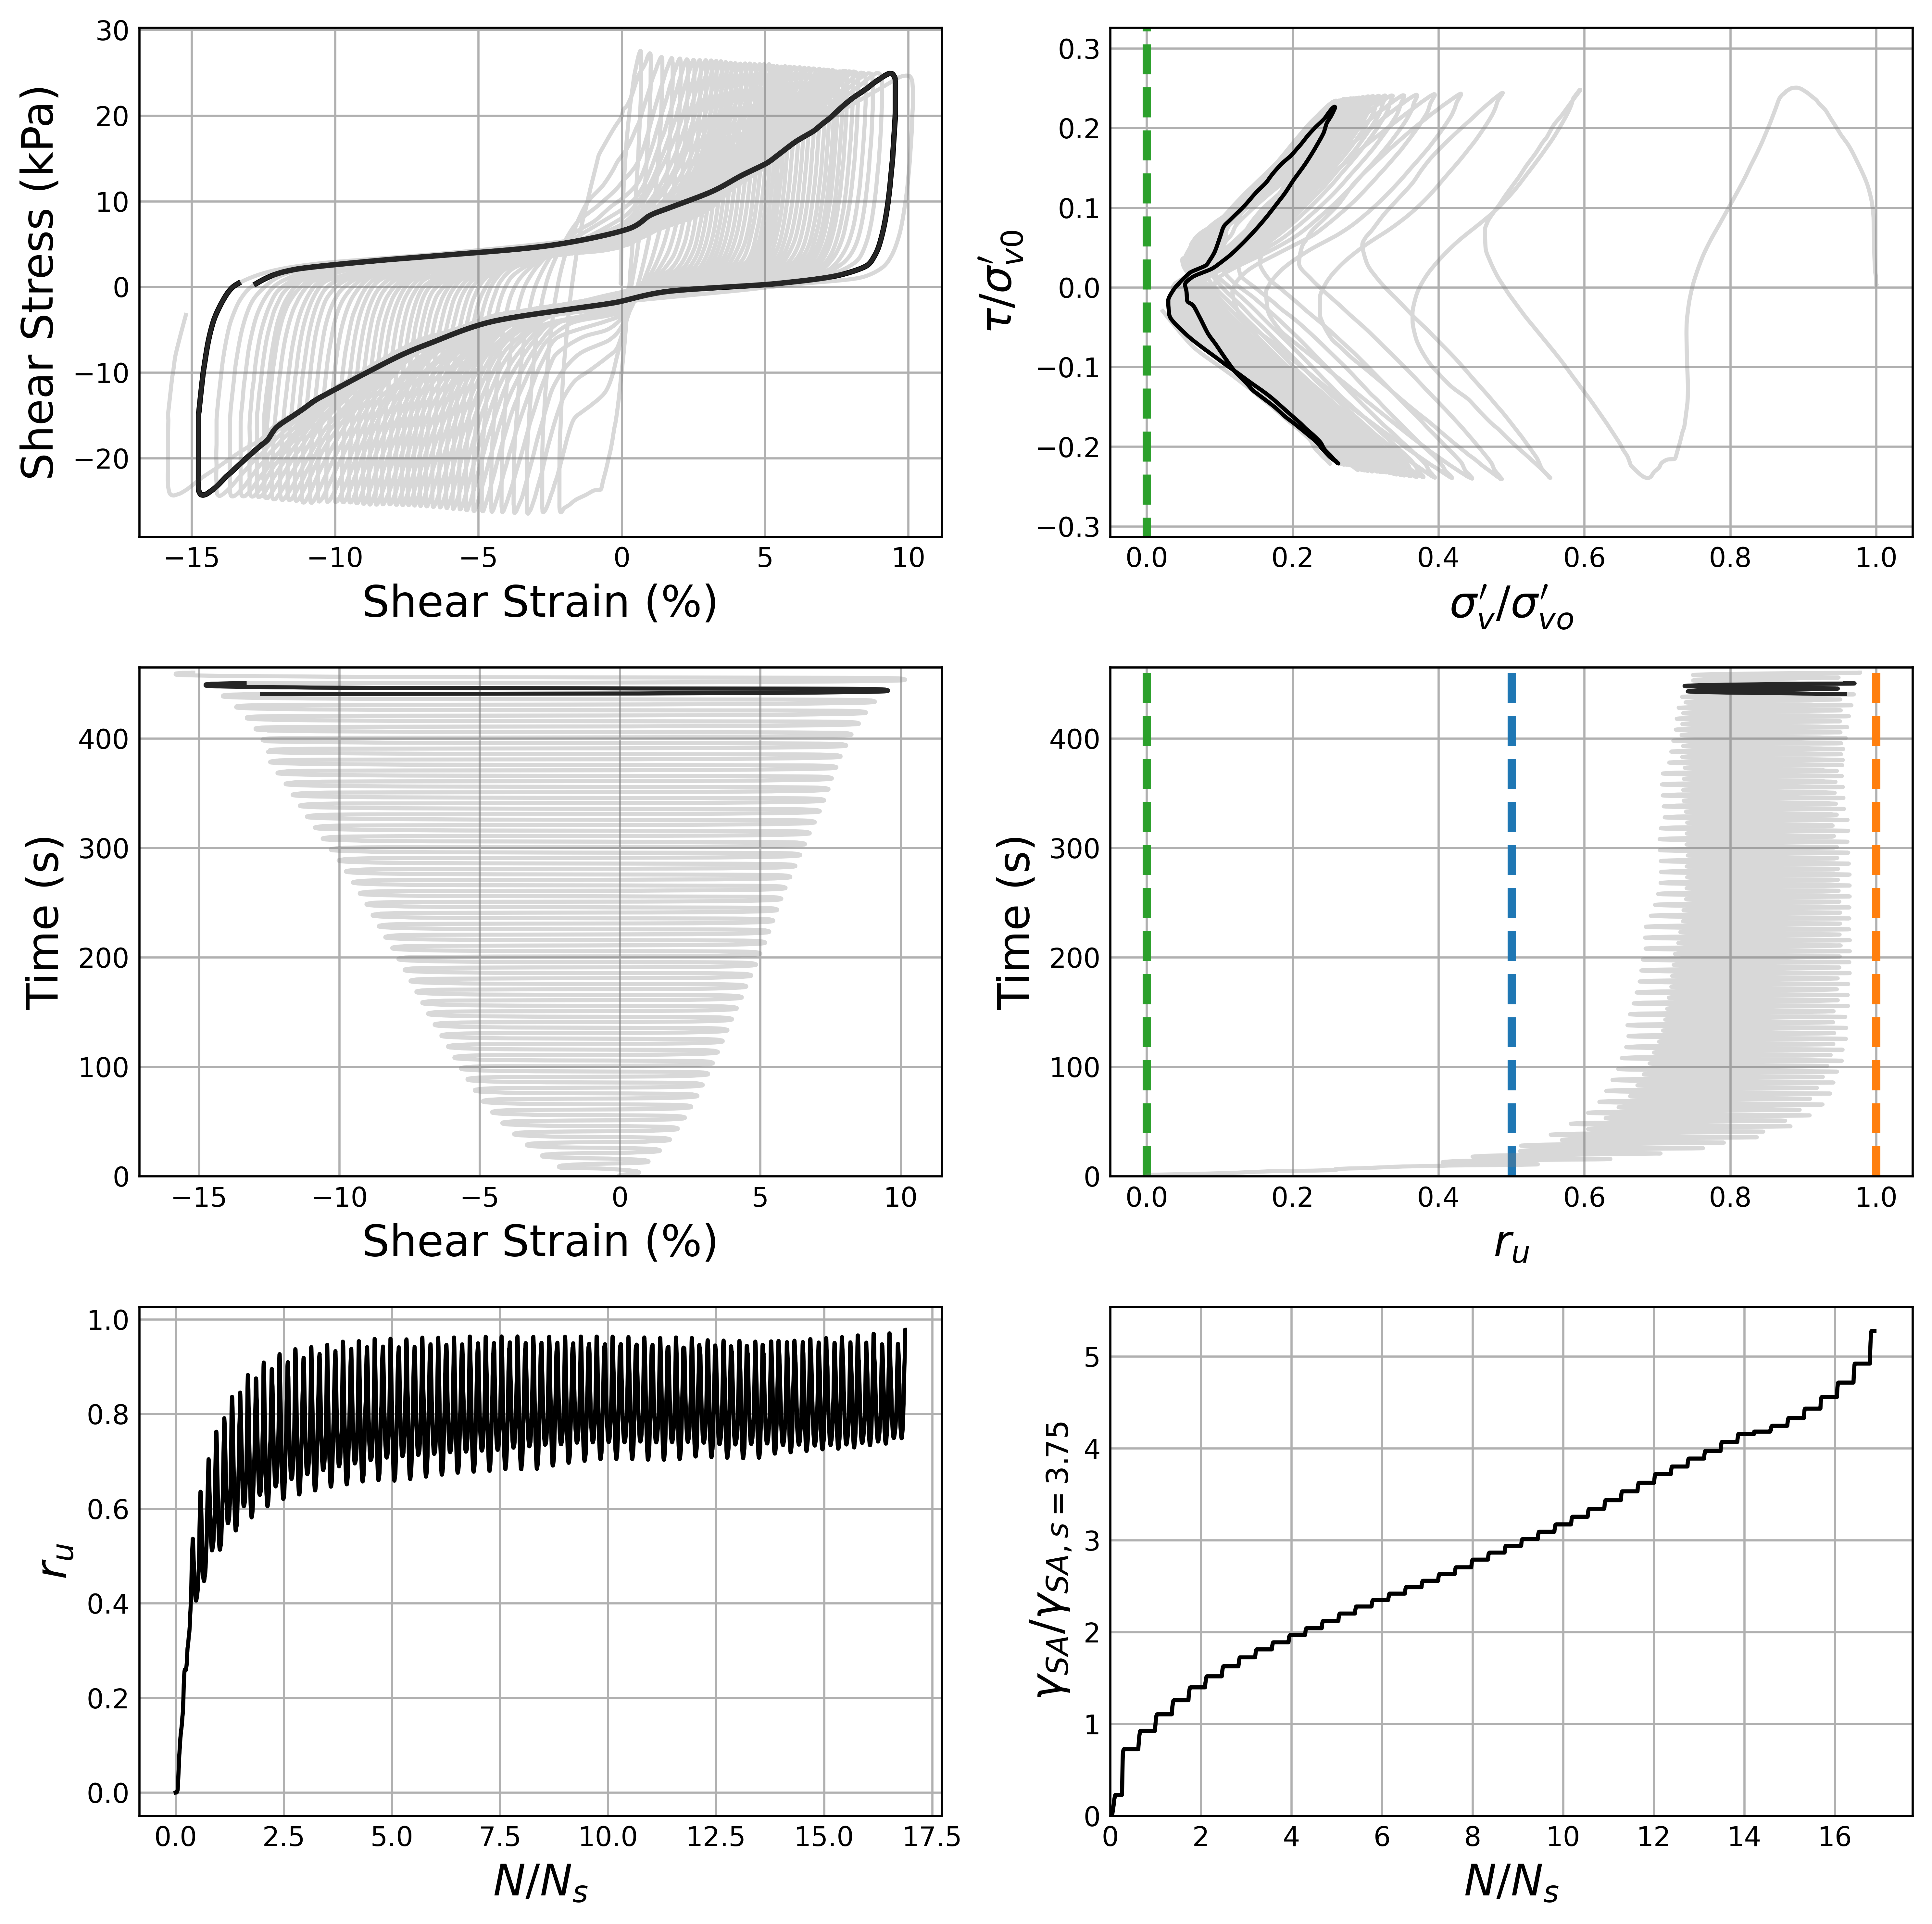 30
20
10
0
−10
−20
Shear Stress (kPa)
−15 −10 −5 0 5 10
Shear Strain (%)
0.3
0.2
0.1
0.0
−0.1
−0.2
−0.3
τ/σ′v0
0.0 0.2 0.4 0.6 0.8 1.0
σ′v/σ′vo
400
300
200
100
0
Time (s)
−15 −10 −5 0 5 10
Shear Strain (%)
400
300
200
100
0
Time (s)
0.0 0.2 0.4 0.6 0.8 1.0
ru
1.0
0.8
0.6
0.4
0.2
0.0
ru
0.0 2.5 5.0 7.5 10.0 12.5 15.0 17.5
N/Ns
5
4
3
2
1
0
γSA/γSA, s = 3.75
0 2 4 6 8 10 12 14 16
N/Ns